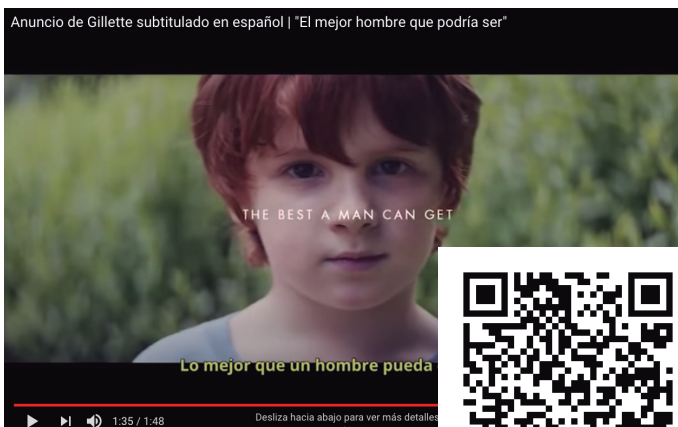 Anuncio de Gillette subtitulado en español | "El mejor hombre que podría ser"
THE BEST A MAN CAN GET
Lo mejor que un hombre pueda
1:35 / 1:48
Desliza hacia abajo para ver más detalles